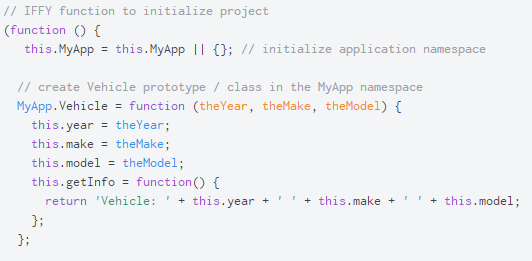 // IFFY function to initialize project
(function () {
this.MyApp = this.MyApp || {}; // initialize application namespace
// create Vehicle prototype / class in the MyApp namespace
MyApp.Vehicle = function (theYear, theMake, theModel) {
this.year = theYear;
this.make = theMake;
this.model = theModel;
this.getInfo = function() {
return 'Vehicle: ' + this.year + ' ' + this.make + ' ' + this.model;
};
};